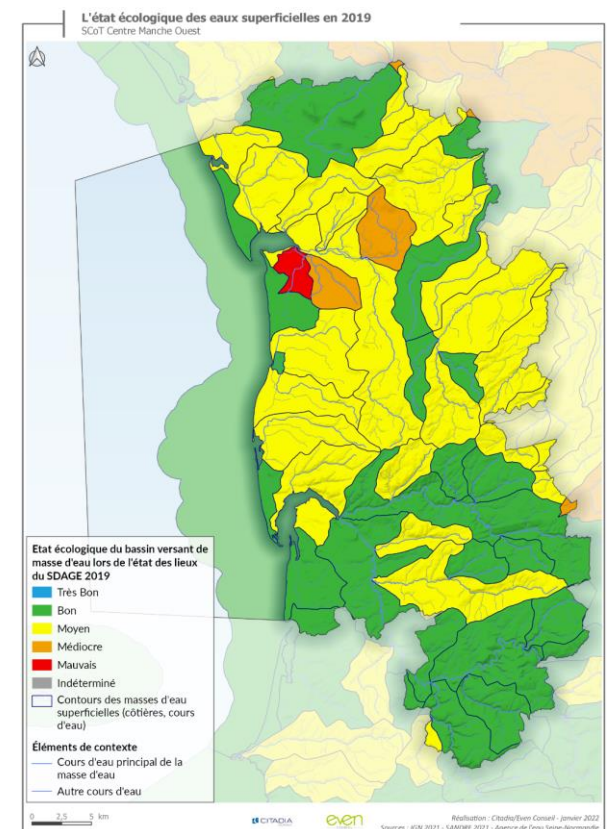 L'état écologique des eaux superficielles en 2019
SCoT Centre Manche Ouest
Etat écologique du bassin versant de
masse d'eau lors de l'état des lieux
du SDAGE 2019
Très Bon
Bon
Moyen
Médiocre
Mauvais
Indéterminé
Contours des masses d'eau
superficielles (côtières, cours
d'eau)
Éléments de contexte
Cours d'eau principal de la
masse d'eau
Autre cours d'eau
0 2,5 5 km
CITADIA
even
CONSEIL
Réalisation : Citadia/Even Conseil - janvier 2022
Sources : IGN 2021 - SANDRE 2021 - Agence de l'eau Seine-Normandie